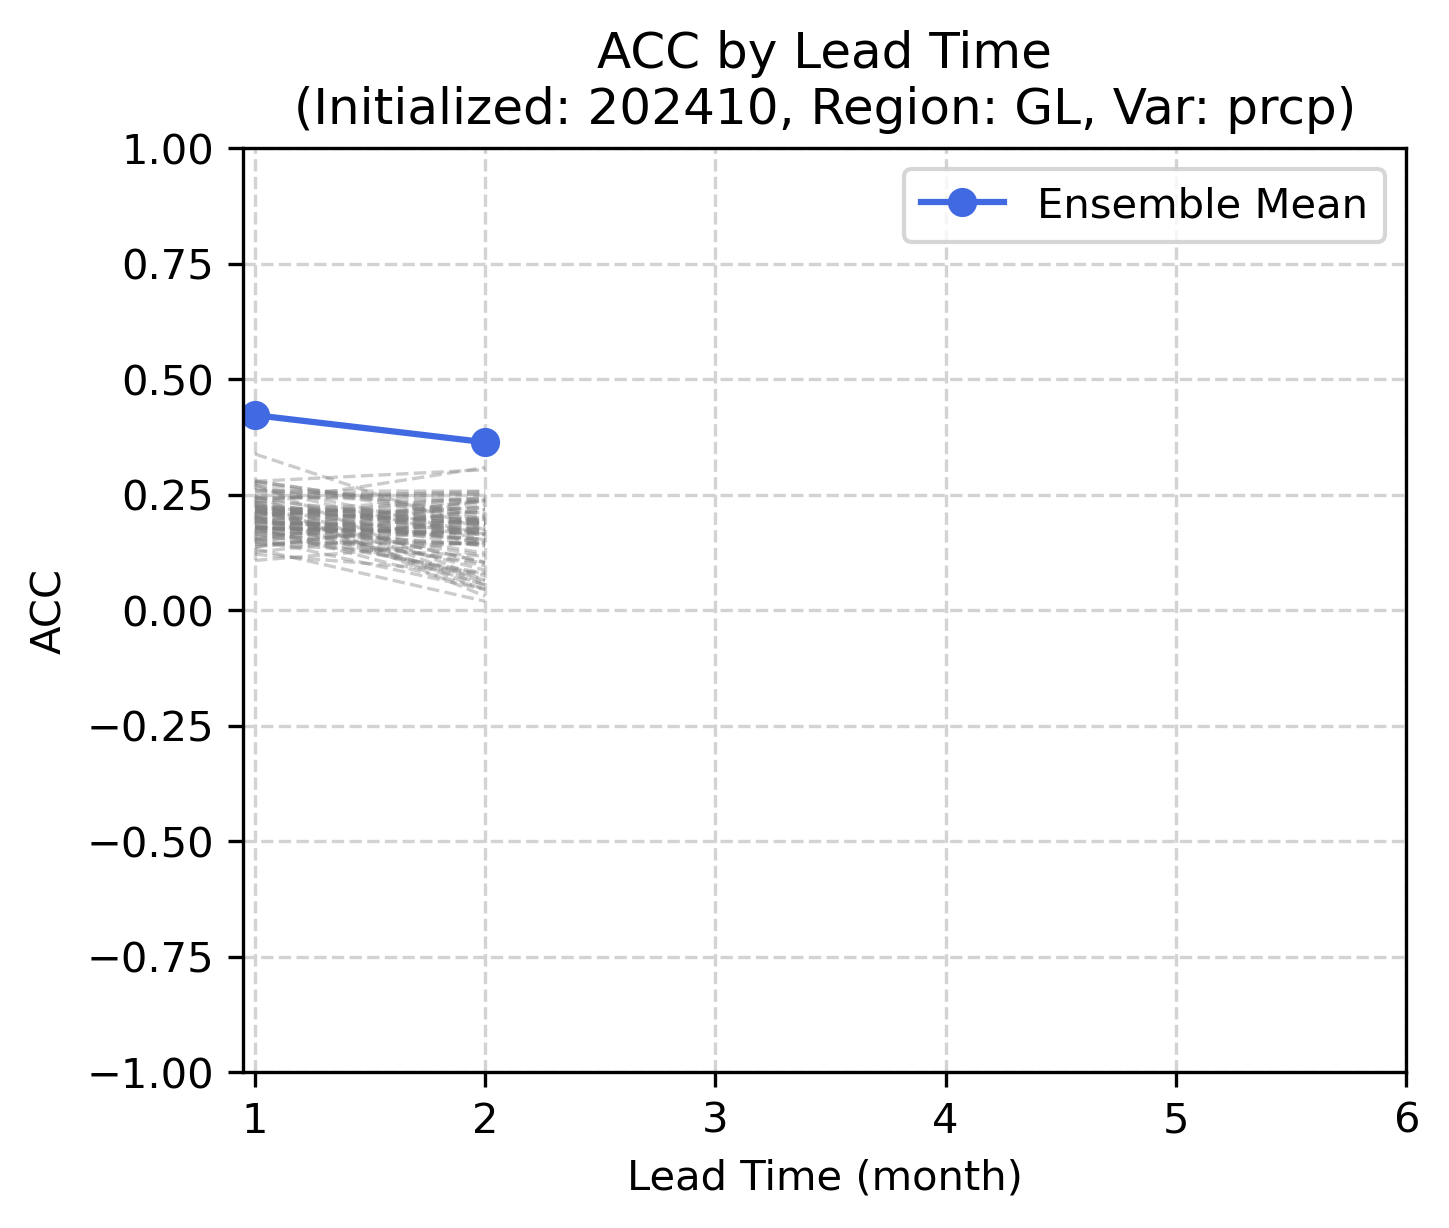 ACC by Lead Time
(Initialized: 202410, Region: GL, Var: prcp)
Ensemble Mean
1.00
0.75
0.50
0.25
0.00
−0.25
−0.50
−0.75
−1.00
ACC
1 2 3 4 5 6
Lead Time (month)